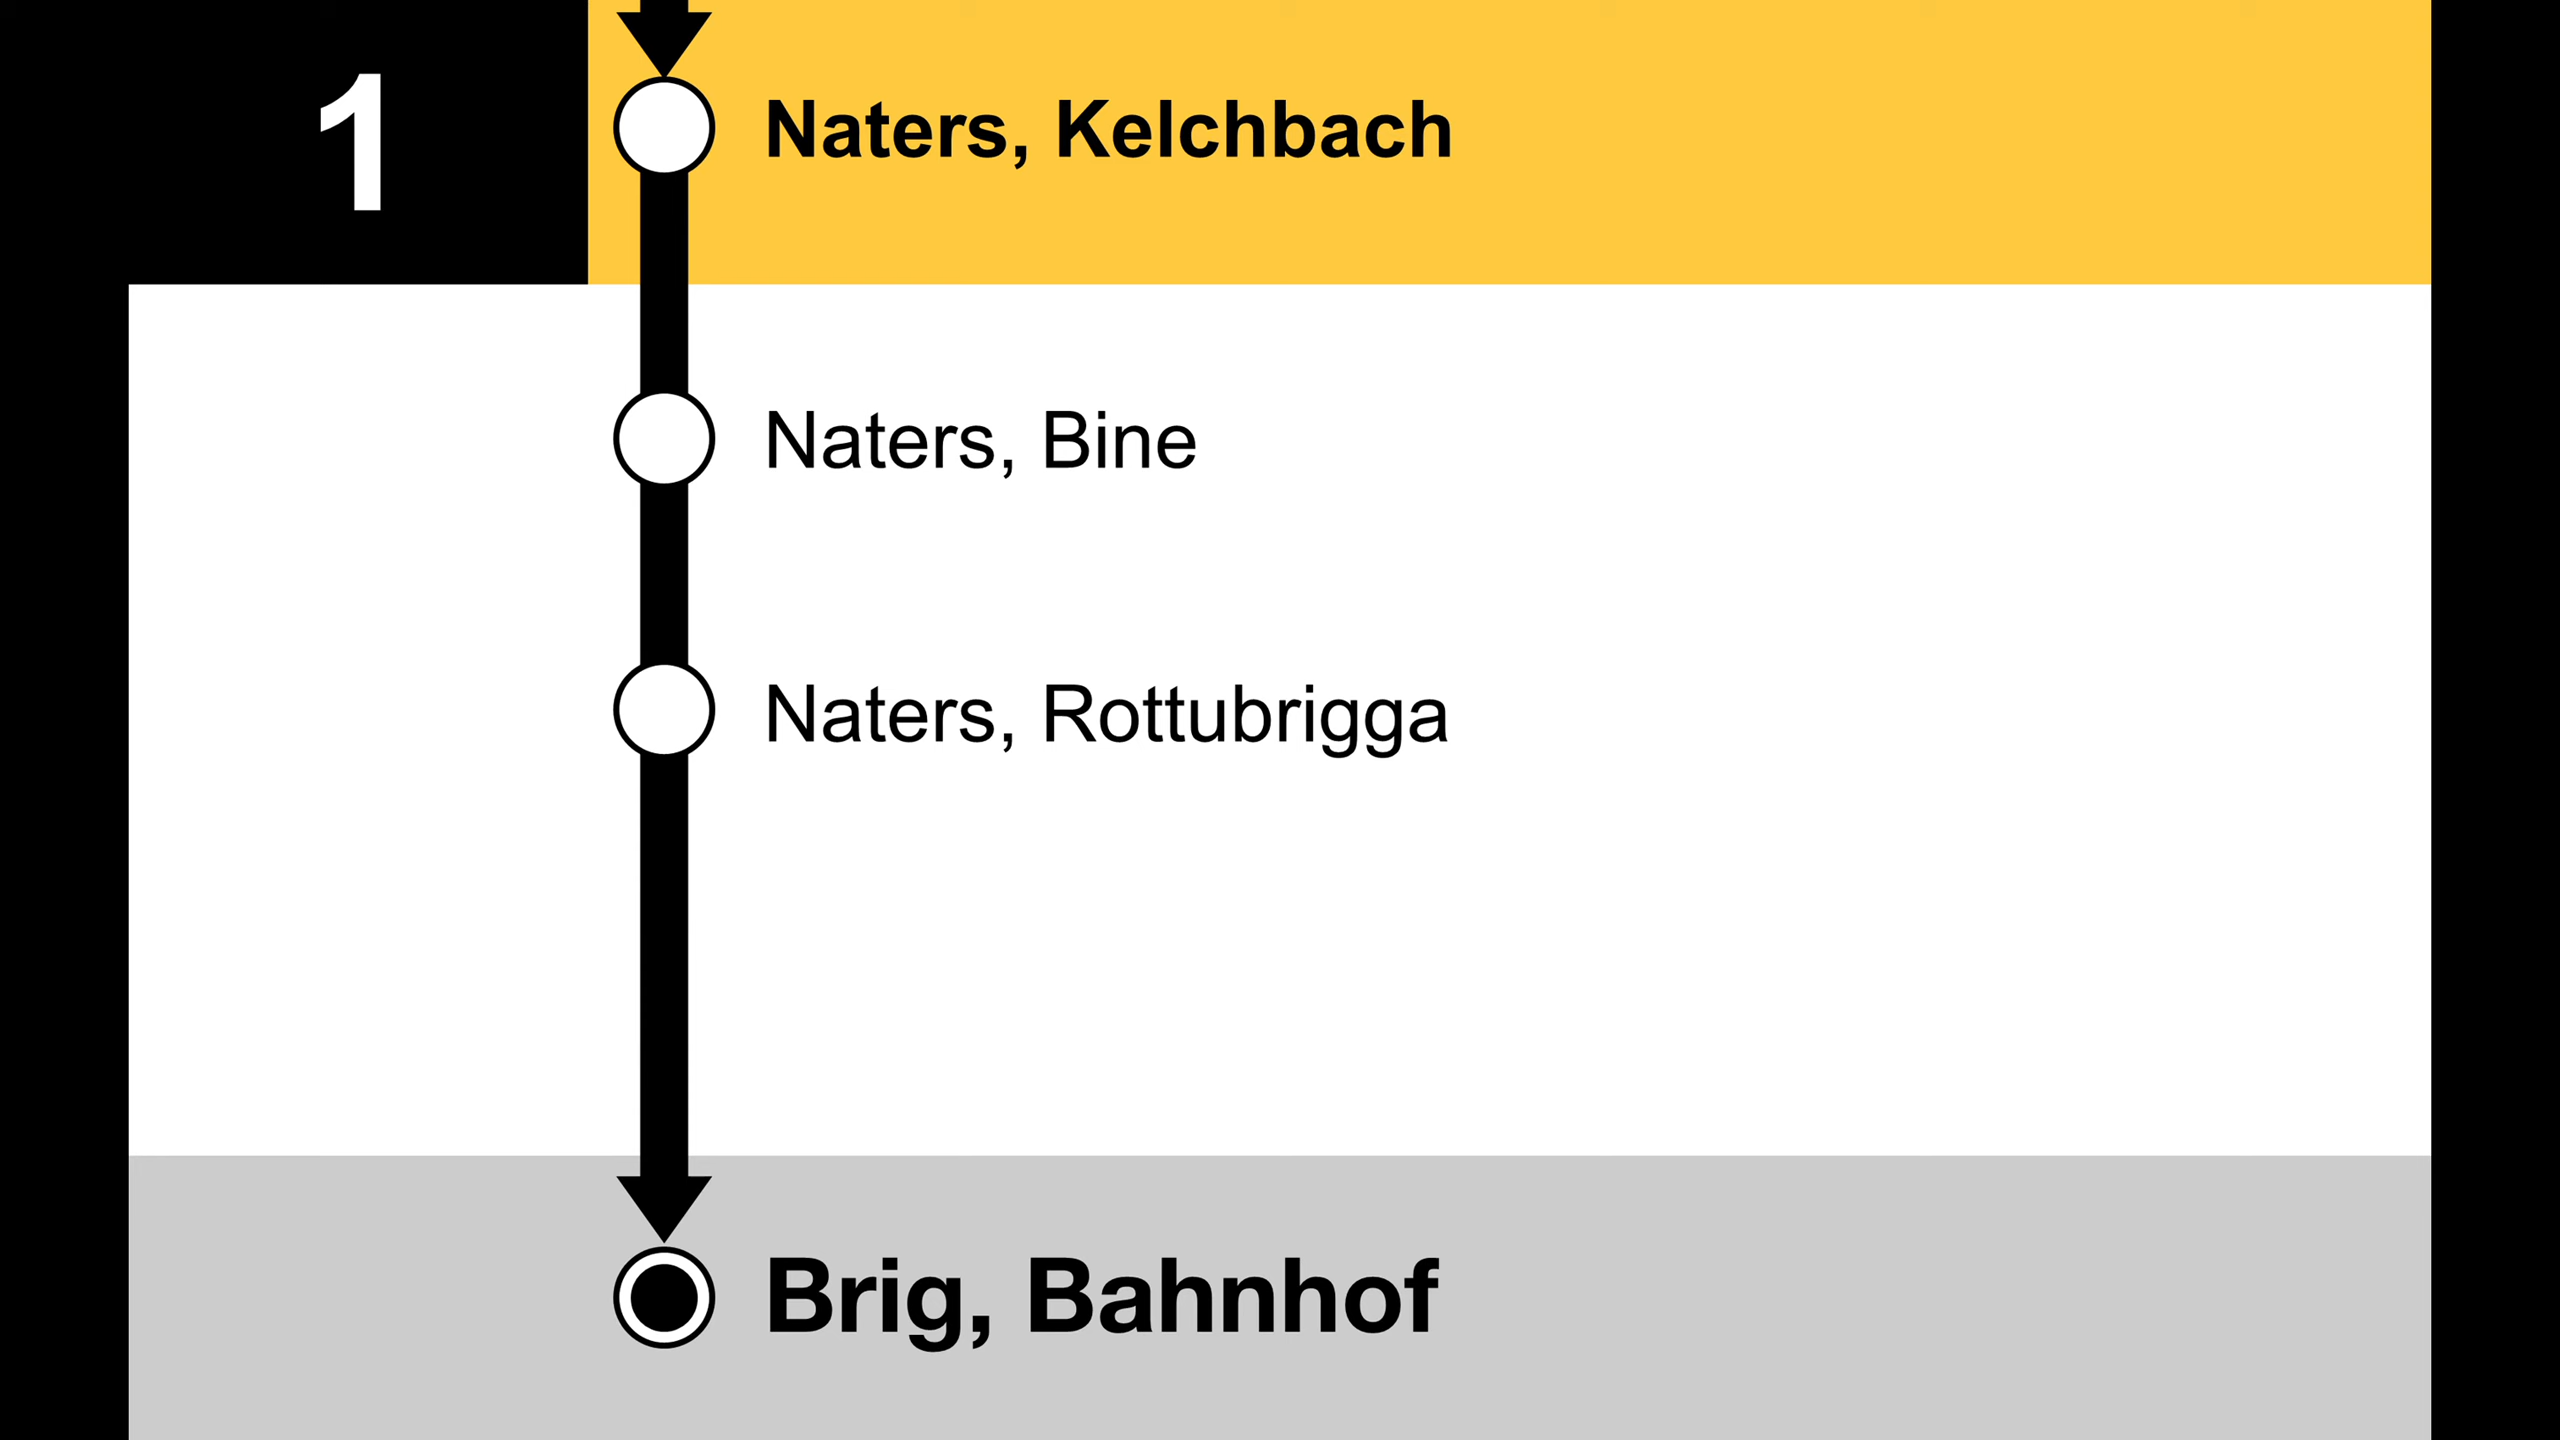 1
Naters, Kelchbach
Naters, Bine
Naters, Rottubrigga
Brig, Bahnhof